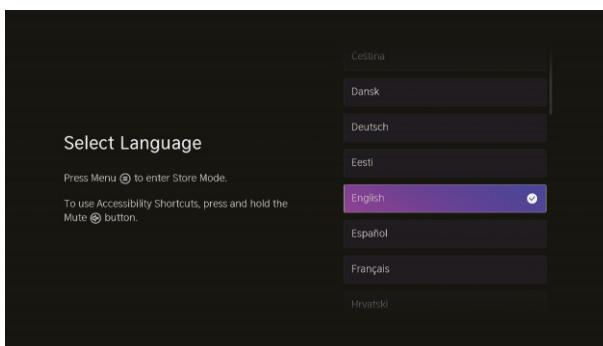 Select Language
Press Menu to enter Store Mode.
To use Accessibility Shortcuts, press and hold the
Mute button.
Čeština
Dansk
Deutsch
Eesti
English
Español
Français
Hrvatski